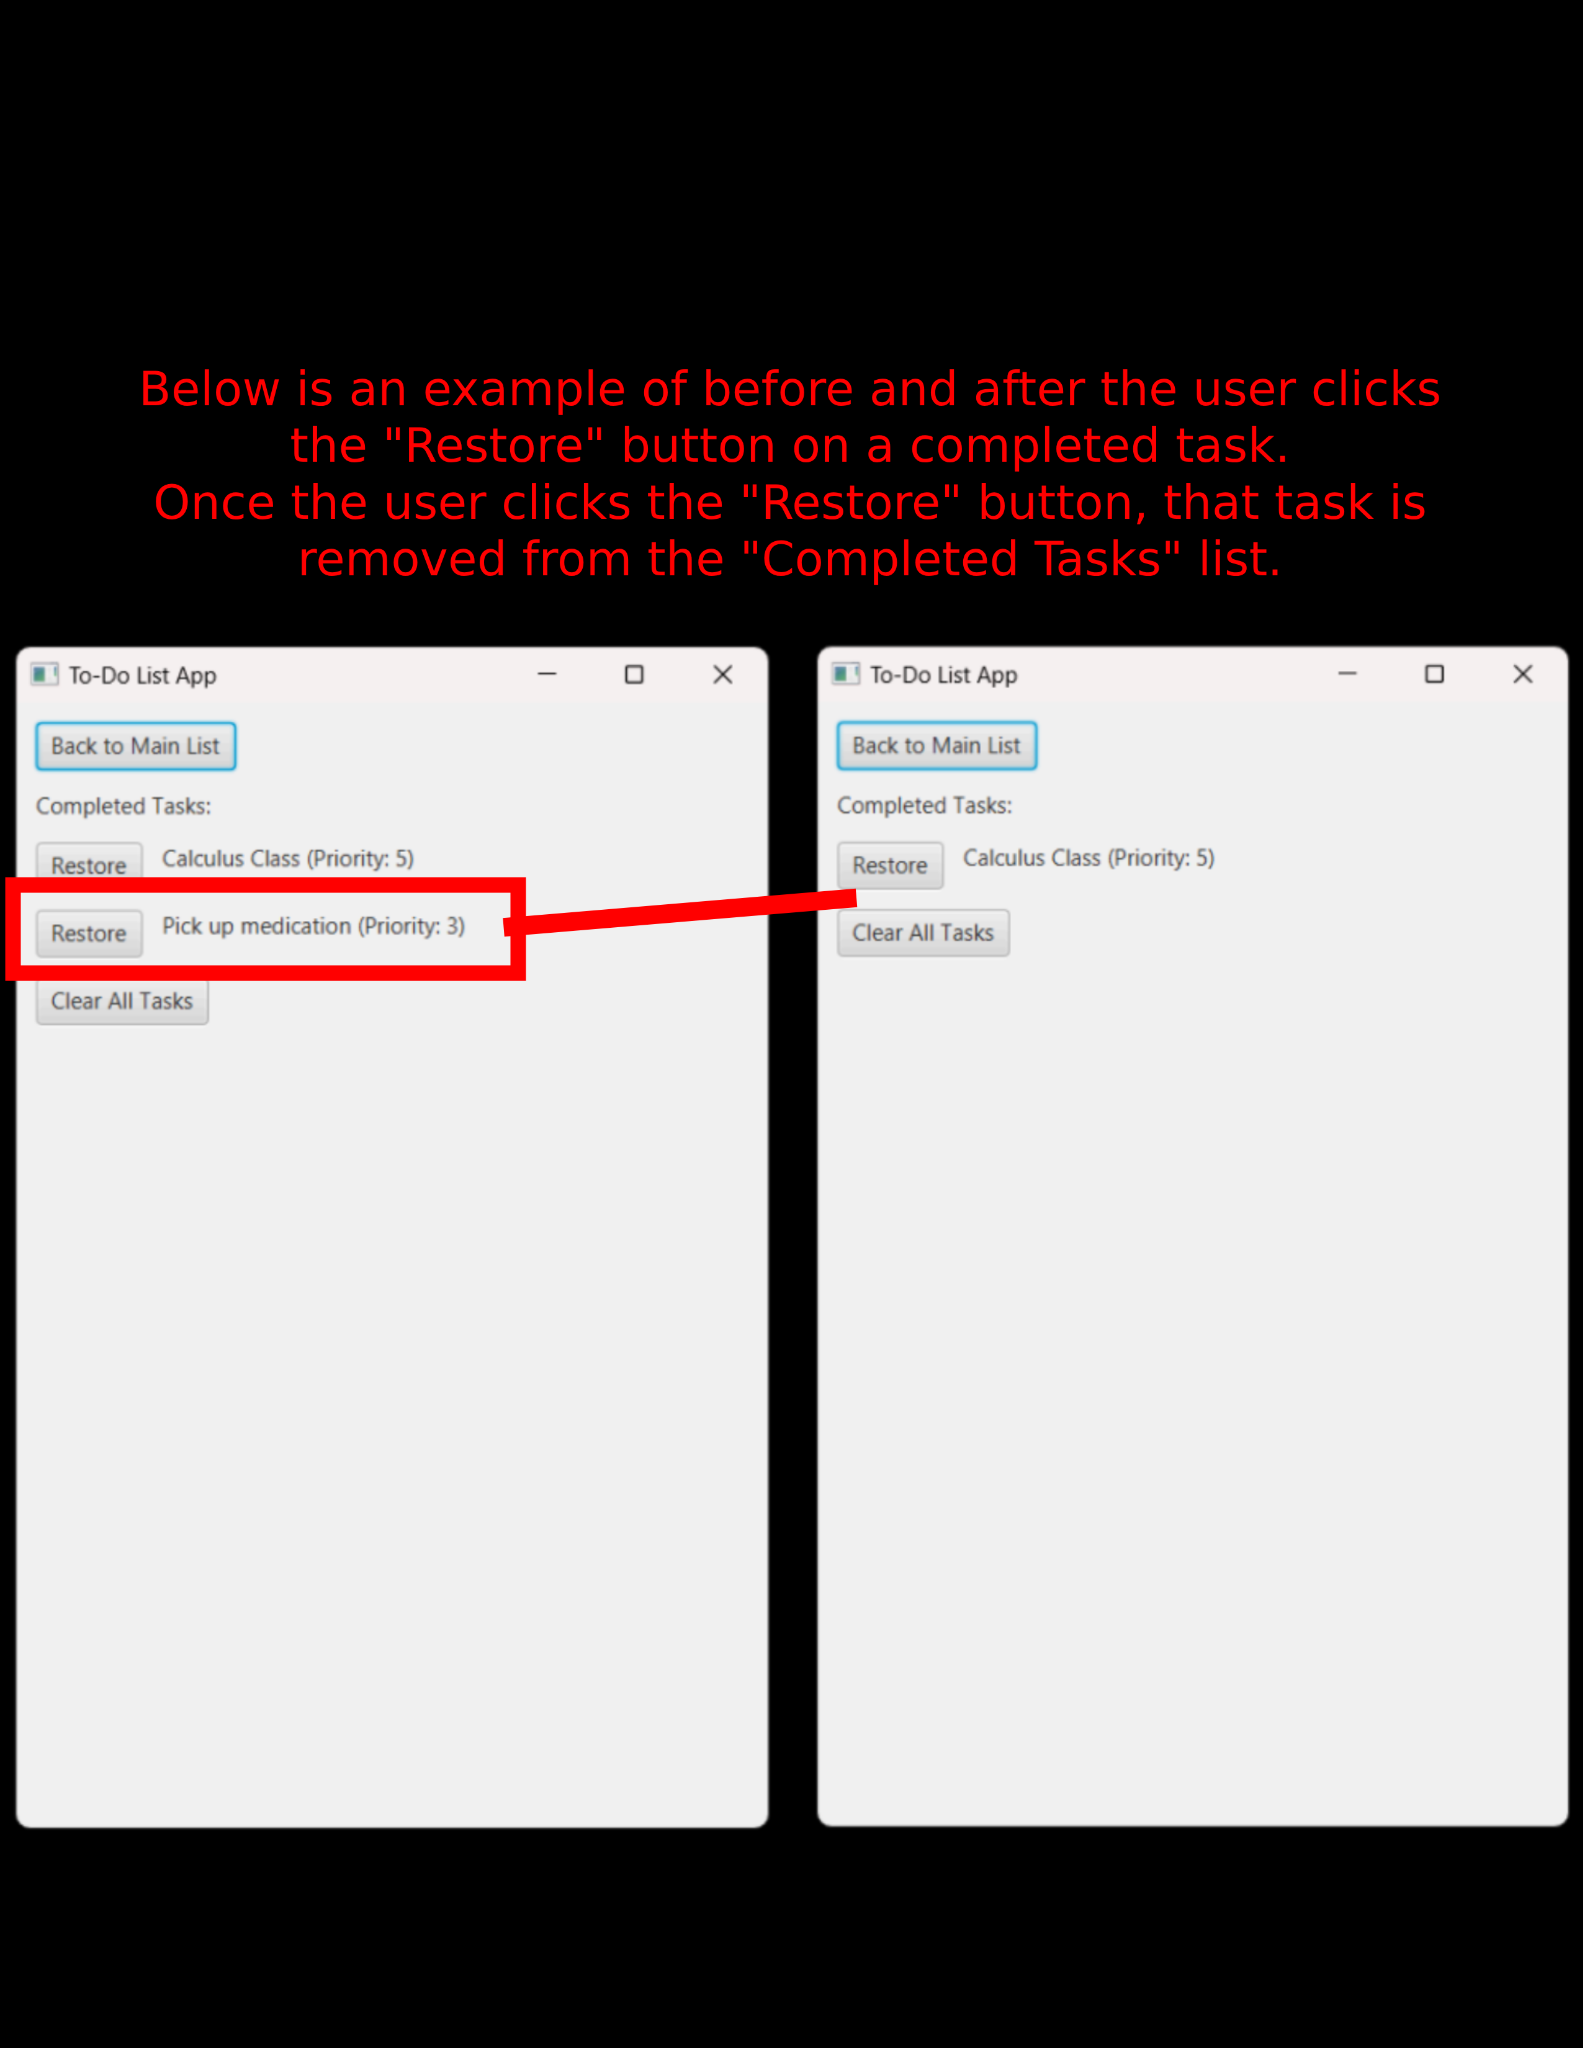 Below is an example of before and after the user clicks
the "Restore" button on a completed task.
Once the user clicks the "Restore" button, that task is
removed from the "Completed Tasks" list.
To-Do List App
Back to Main List
Completed Tasks:
Restore Calculus Class (Priority: 5)
Restore Pick up medication (Priority: 3)
Clear All Tasks
To-Do List App
Back to Main List
Completed Tasks:
Restore Calculus Class (Priority: 5)
Clear All Tasks